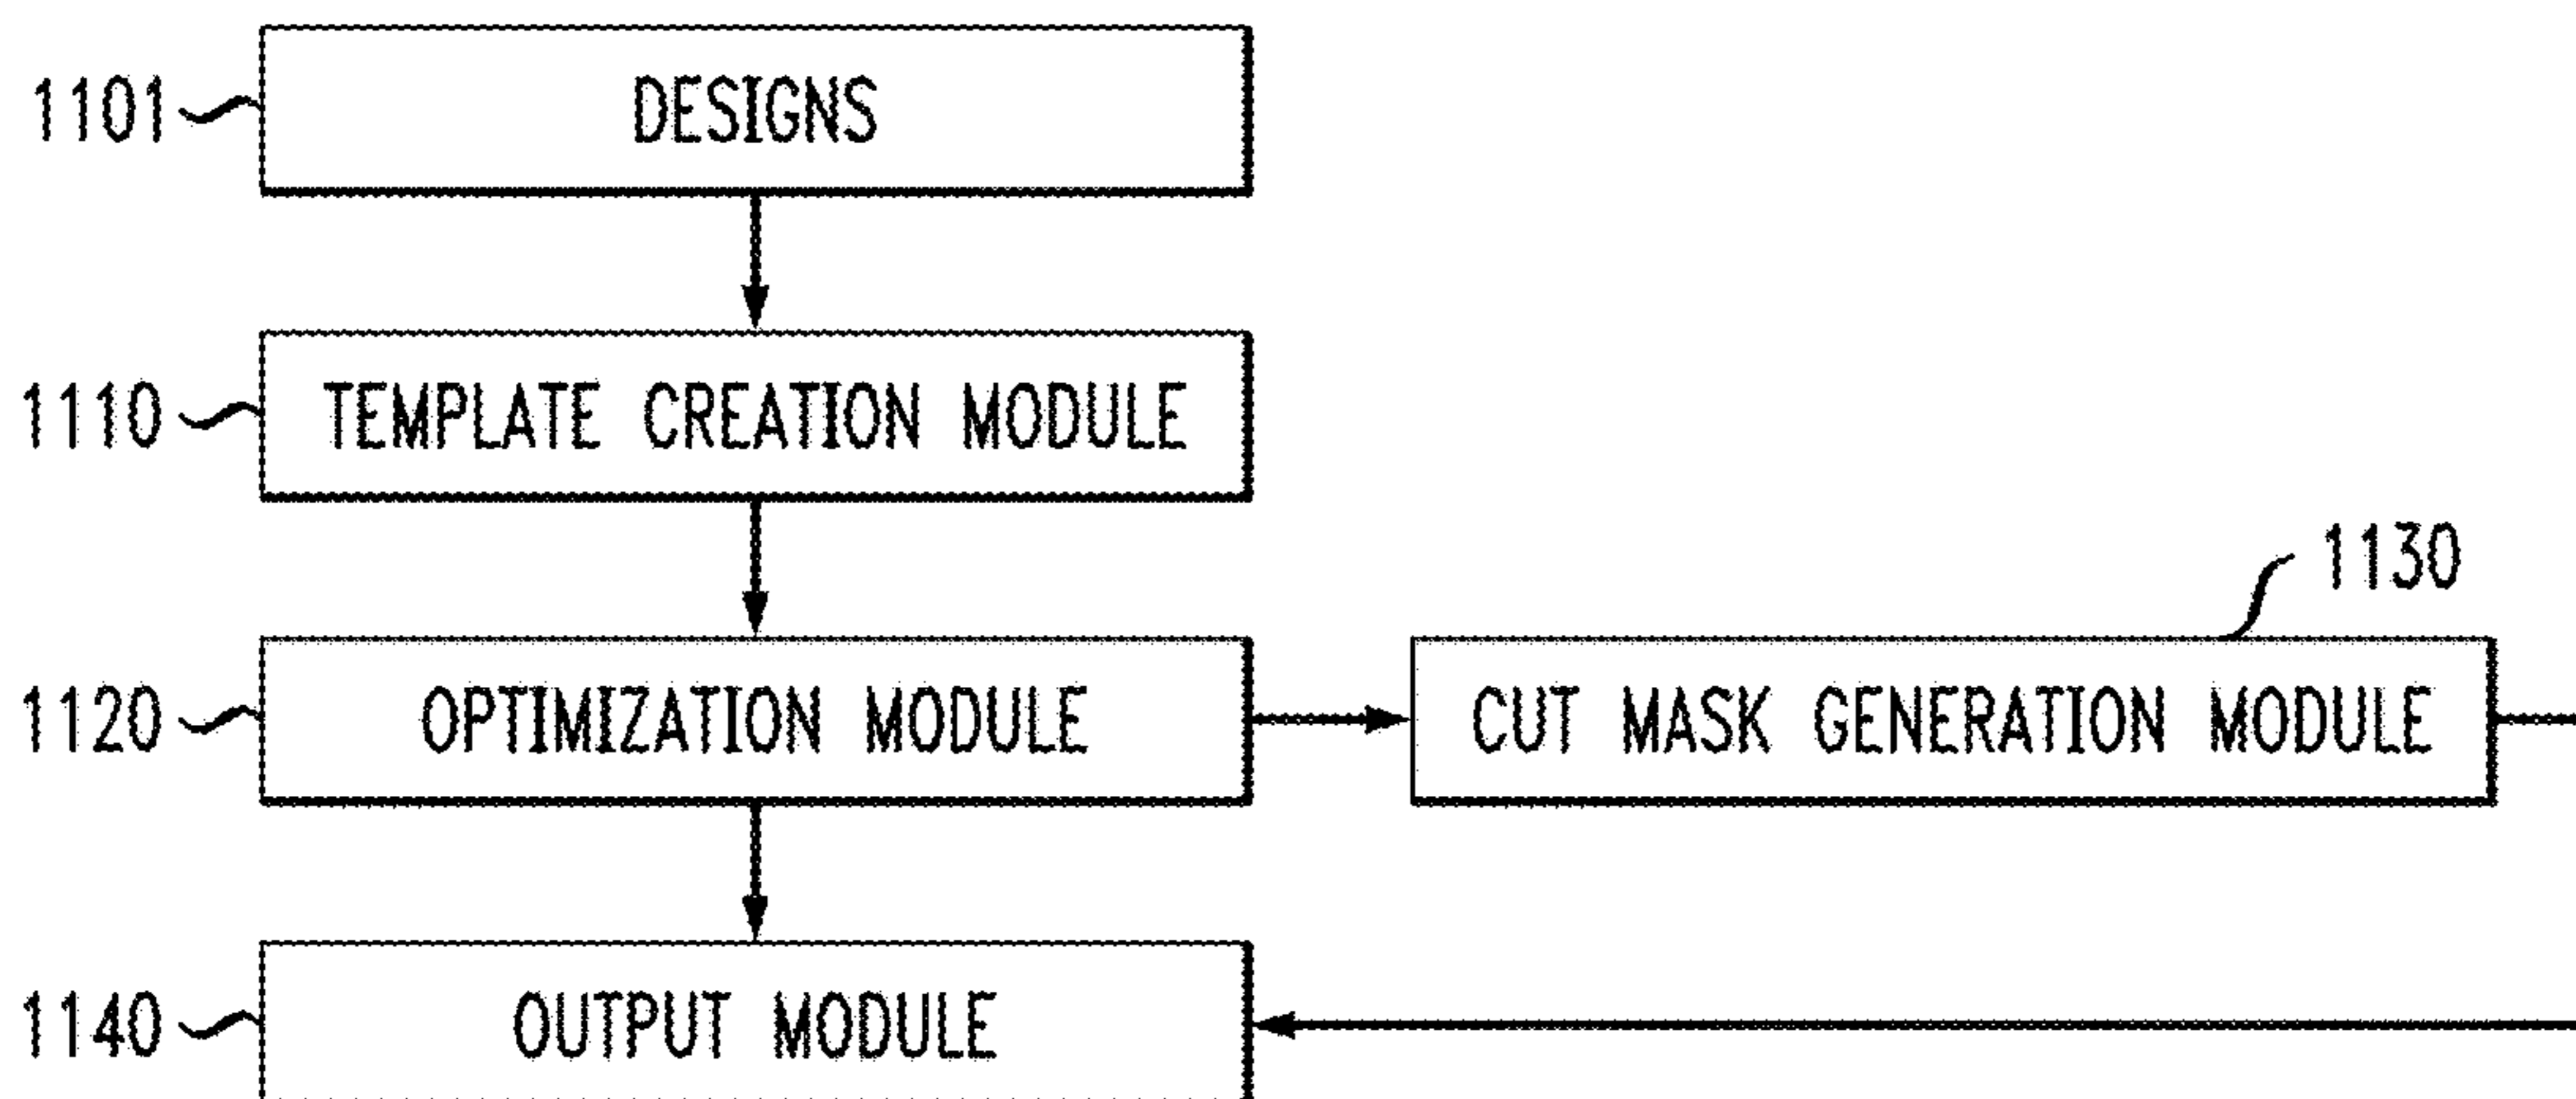 1101
DESIGNS
1110
TEMPLATE CREATION MODULE
1130
1120
OPTIMIZATION MODULE
CUT MASK GENERATION MODULE
1140
OUTPUT MODULE